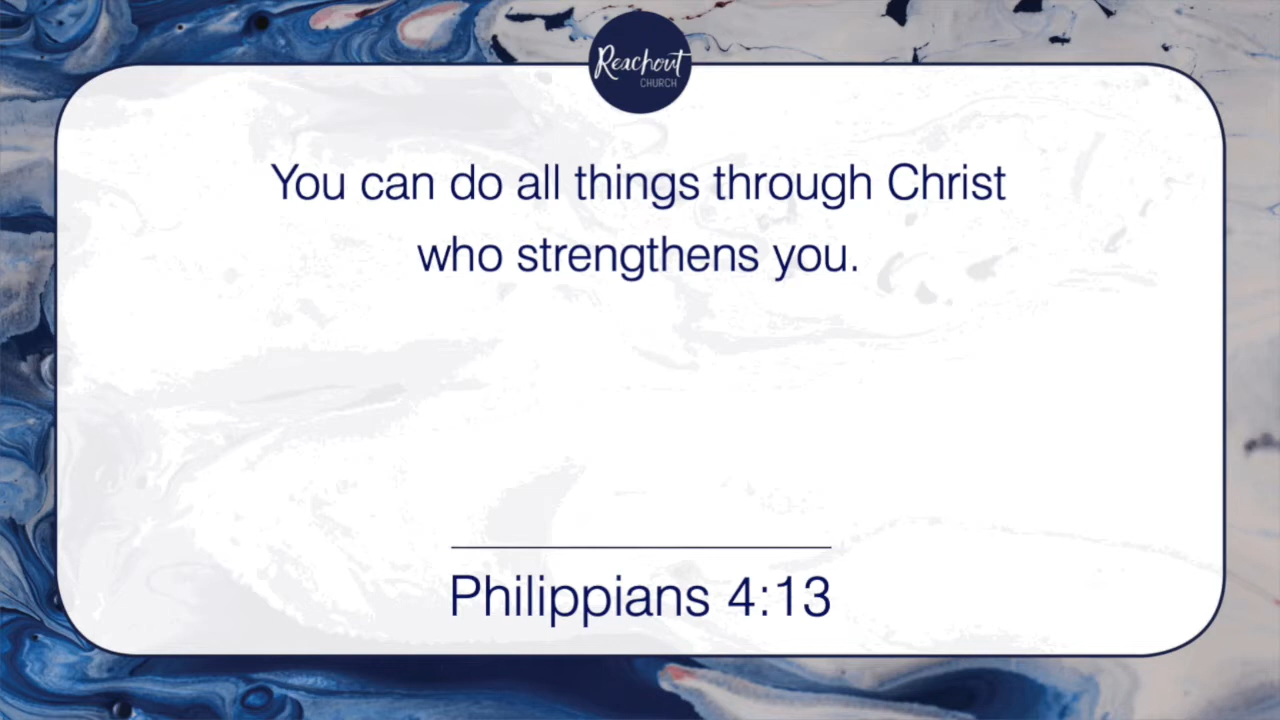 Reachout
CHURCH
You can do all things through Christ
who strengthens you.
Philippians 4:13